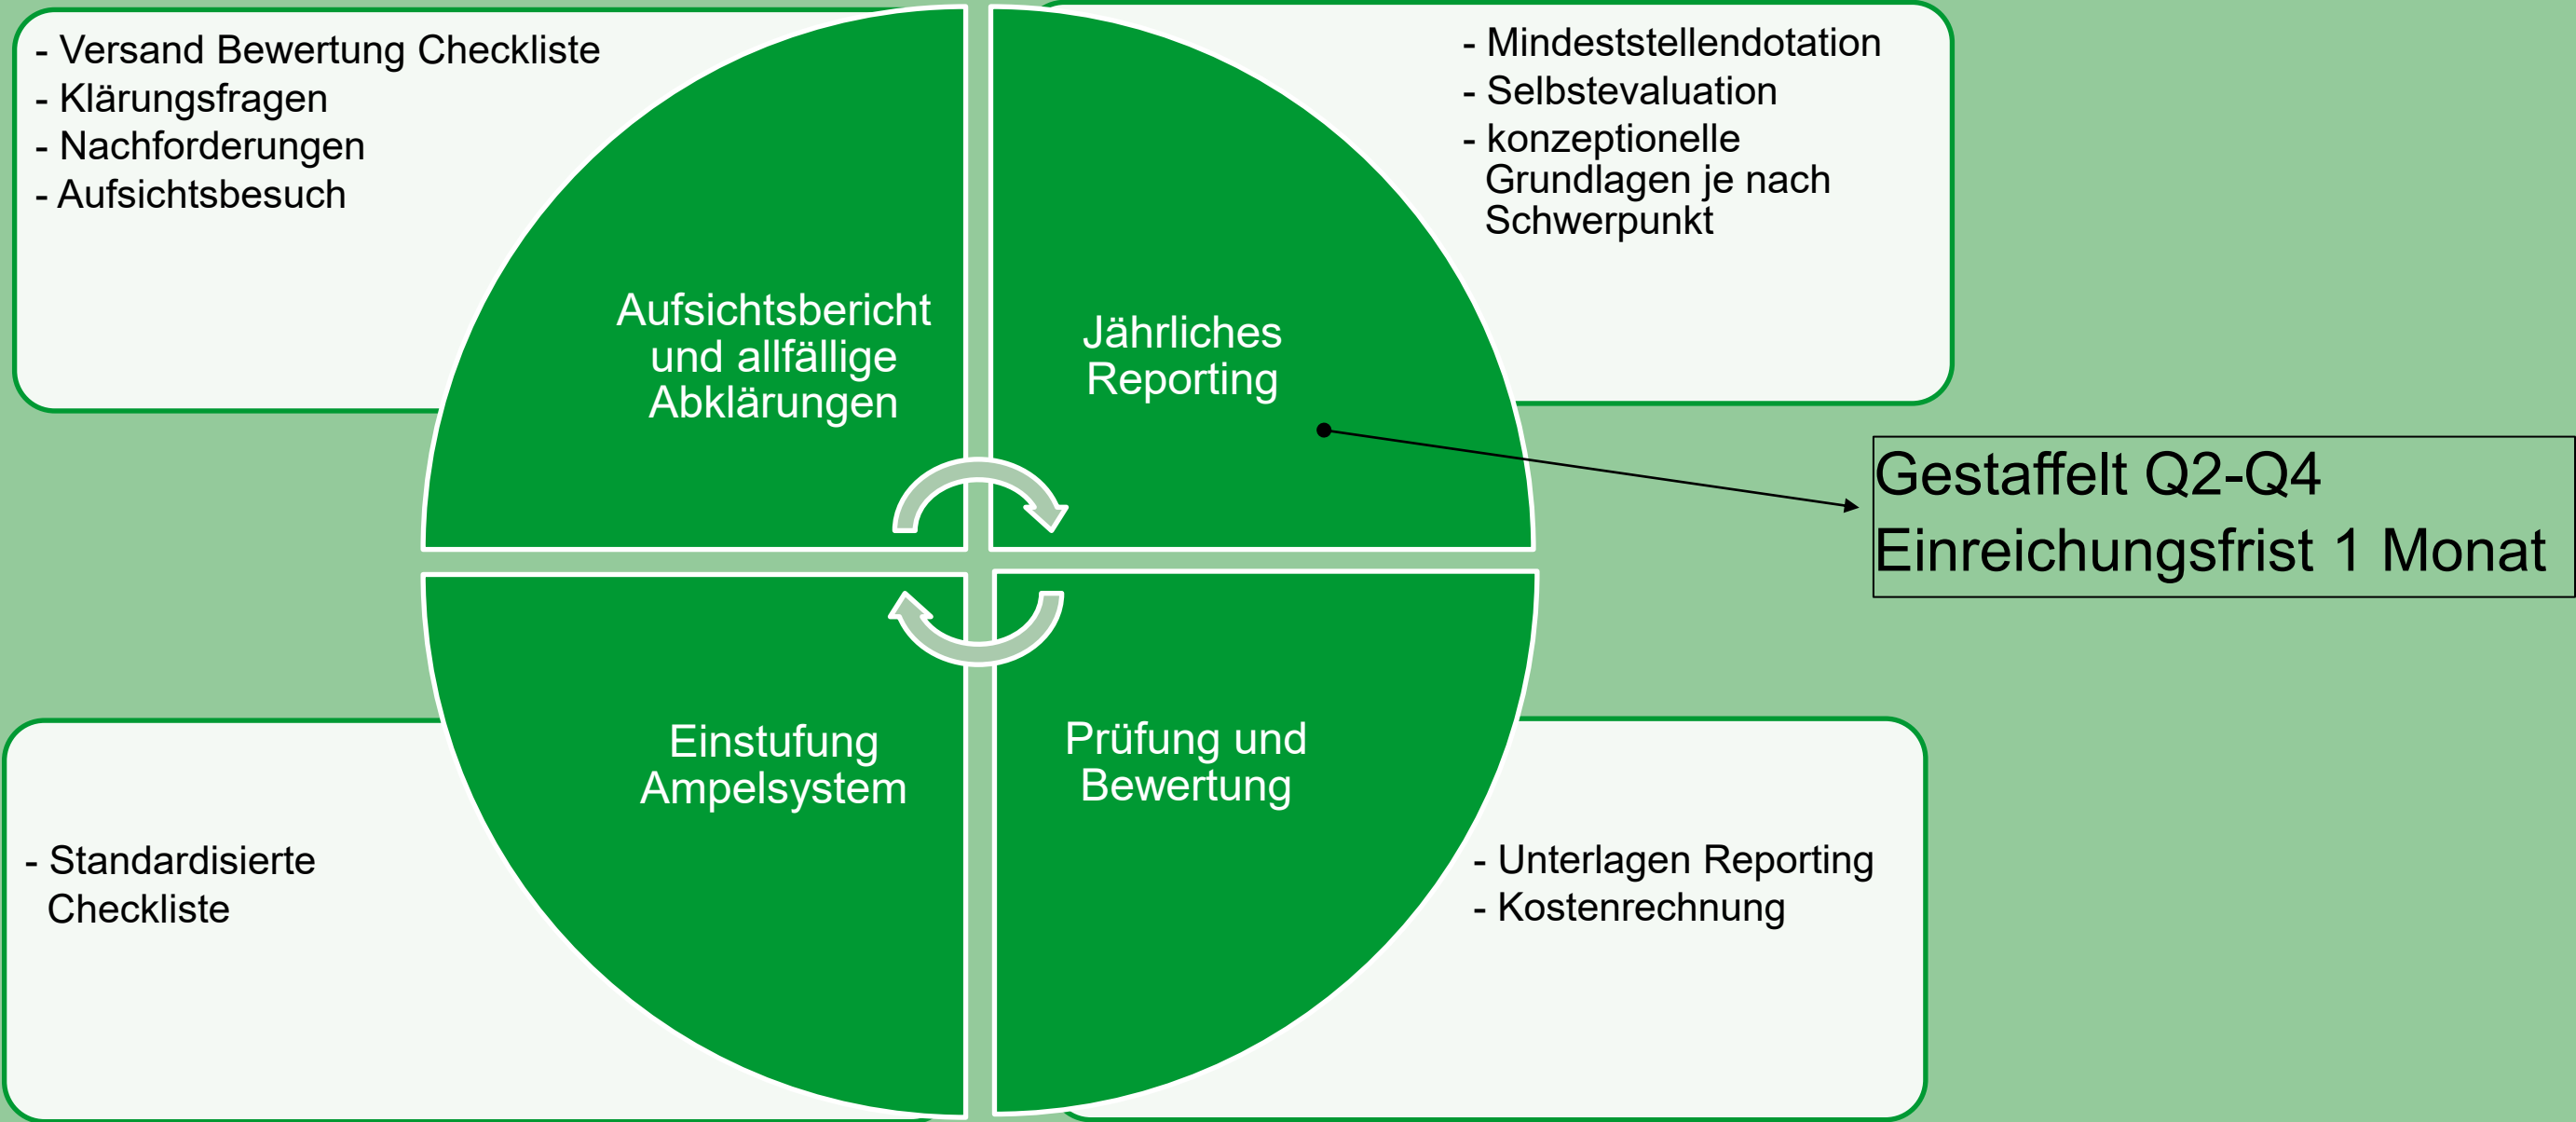 - Versand Bewertung Checkliste
- Klärungsfragen
- Nachforderungen
- Aufsichtsbesuch
- Mindeststellendotation
- Selbstevaluation
- konzeptionelle
Grundlagen je nach
Schwerpunkt
Aufsichtsbericht
und allfällige
Abklärungen
Jährliches
Reporting
Gestaffelt Q2-Q4
Einreichungsfrist 1 Monat
Einstufung
Ampelsystem
Prüfung und
Bewertung
- Standardisierte
Checkliste
- Unterlagen Reporting
- Kostenrechnung